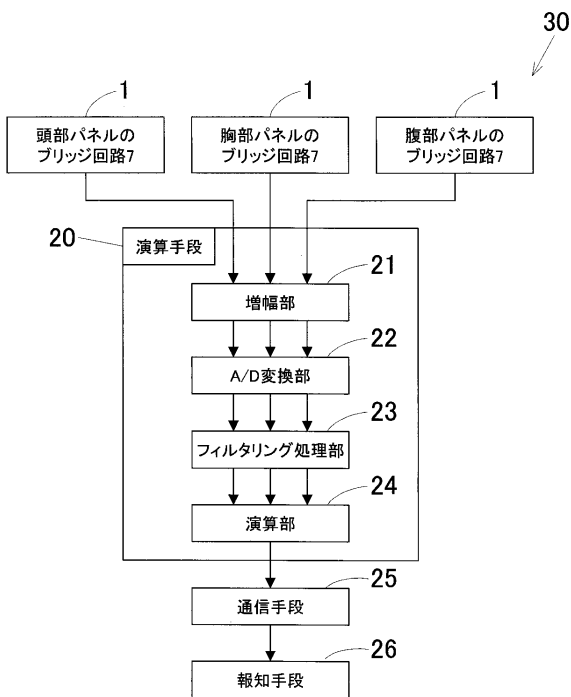 30
1
1
1
頭部パネルの
ブリッジ回路7
胸部パネルの
ブリッジ回路7
腹部パネルの
ブリッジ回路7
20
演算手段
21
増幅部
22
A/D変換部
23
フィルタリング処理部
24
演算部
25
通信手段
26
報知手段